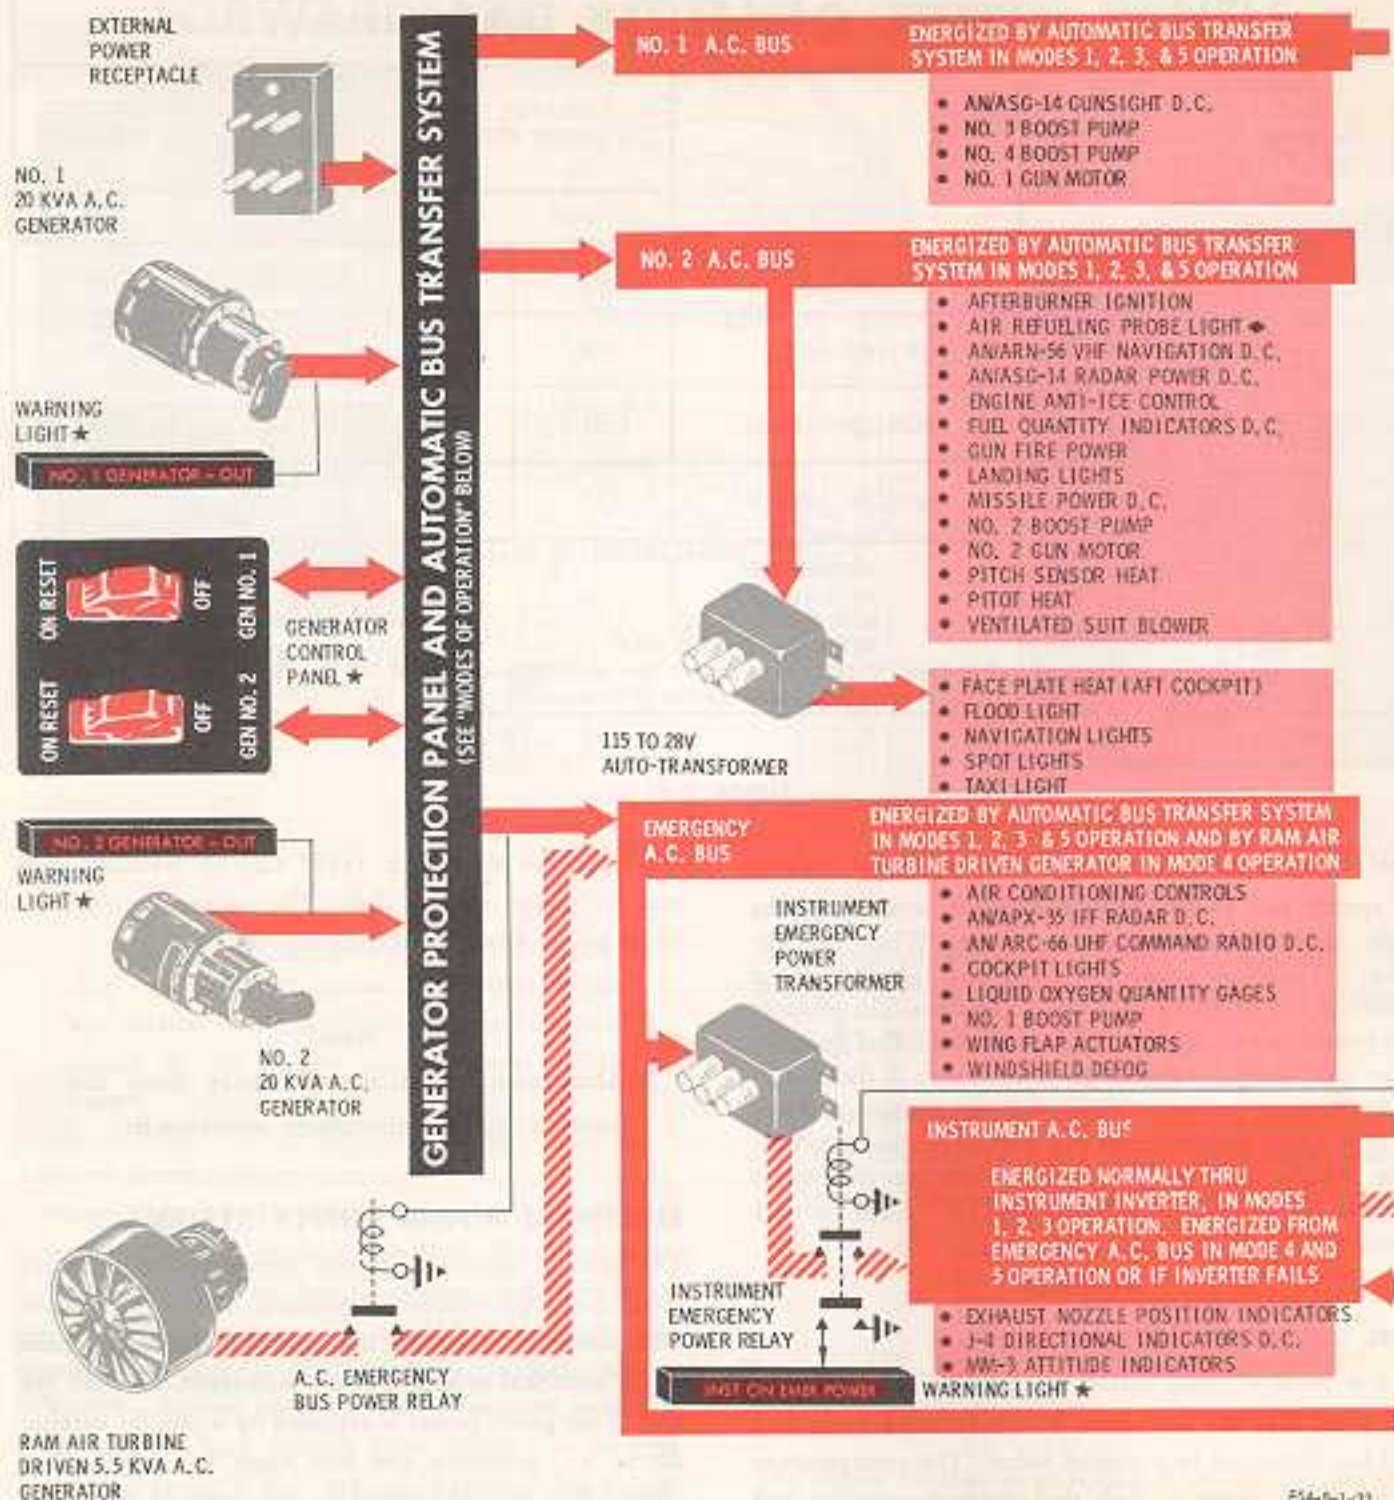 EXTERNAL
POWER
RECEPTACLE
NO. 1
20 KVA A.C.
GENERATOR
WARNING
LIGHT ★
NO. 1 GENERATOR - OUT
ON RESET
OFF
GEN NO. 1
ON RESET
OFF
GEN NO. 2
GENERATOR
CONTROL
PANEL ★
NO. 2 GENERATOR - OUT
WARNING
LIGHT ★
NO. 2
20 KVA A.C.
GENERATOR
RAM AIR TURBINE
DRIVEN 5.5 KVA A.C.
GENERATOR
A.C. EMERGENCY
BUS POWER RELAY
GENERATOR PROTECTION PANEL AND AUTOMATIC BUS TRANSFER SYSTEM
(SEE "MODES OF OPERATION" BELOW)
NO. 1 A.C. BUS
ENERGIZED BY AUTOMATIC BUS TRANSFER
SYSTEM IN MODES 1, 2, 3, & 5 OPERATION
• AN/ASG-14 GUNSIGHT D.C.
• NO. 3 BOOST PUMP
• NO. 4 BOOST PUMP
• NO. 1 GUN MOTOR
NO. 2 A.C. BUS
ENERGIZED BY AUTOMATIC BUS TRANSFER
SYSTEM IN MODES 1, 2, 3, & 5 OPERATION
• AFTERBURNER IGNITION
• AIR REFUELING PROBE LIGHT ◆
• AN/ARN-56 VHF NAVIGATION D.C.
• AN/ASG-14 RADAR POWER D.C.
• ENGINE ANTI-ICE CONTROL
• FUEL QUANTITY INDICATORS D.C.
• GUN FIRE POWER
• LANDING LIGHTS
• MISSILE POWER D.C.
• NO. 2 BOOST PUMP
• NO. 2 GUN MOTOR
• PITCH SENSOR HEAT
• PITOT HEAT
• VENTILATED SUIT BLOWER
115 TO 28V
AUTO-TRANSFORMER
• FACE PLATE HEAT (AFT COCKPIT)
• FLOOD LIGHT
• NAVIGATION LIGHTS
• SPOT LIGHTS
• TAXI LIGHT
EMERGENCY
A.C. BUS
ENERGIZED BY AUTOMATIC BUS TRANSFER SYSTEM
IN MODES 1, 2, 3 & 5 OPERATION AND BY RAM AIR
TURBINE DRIVEN GENERATOR IN MODE 4 OPERATION
• AIR CONDITIONING CONTROLS
• AN/APX-35 IFF RADAR D.C.
• AN/ARC-66 UHF COMMAND RADIO D.C.
• COCKPIT LIGHTS
• LIQUID OXYGEN QUANTITY GAGES
• NO. 1 BOOST PUMP
• WING FLAP ACTUATORS
• WINDSHIELD DEFOG
INSTRUMENT
EMERGENCY
POWER
TRANSFORMER
INSTRUMENT A.C. BUS
ENERGIZED NORMALLY THRU
INSTRUMENT INVERTER, IN MODES
1, 2, 3 OPERATION. ENERGIZED FROM
EMERGENCY A.C. BUS IN MODE 4 AND
5 OPERATION OR IF INVERTER FAILS
• EXHAUST NOZZLE POSITION INDICATORS
• J-4 DIRECTIONAL INDICATORS D.C.
• MM-3 ATTITUDE INDICATORS
INSTRUMENT
EMERGENCY
POWER RELAY
INST ON EMER POWER
WARNING LIGHT ★